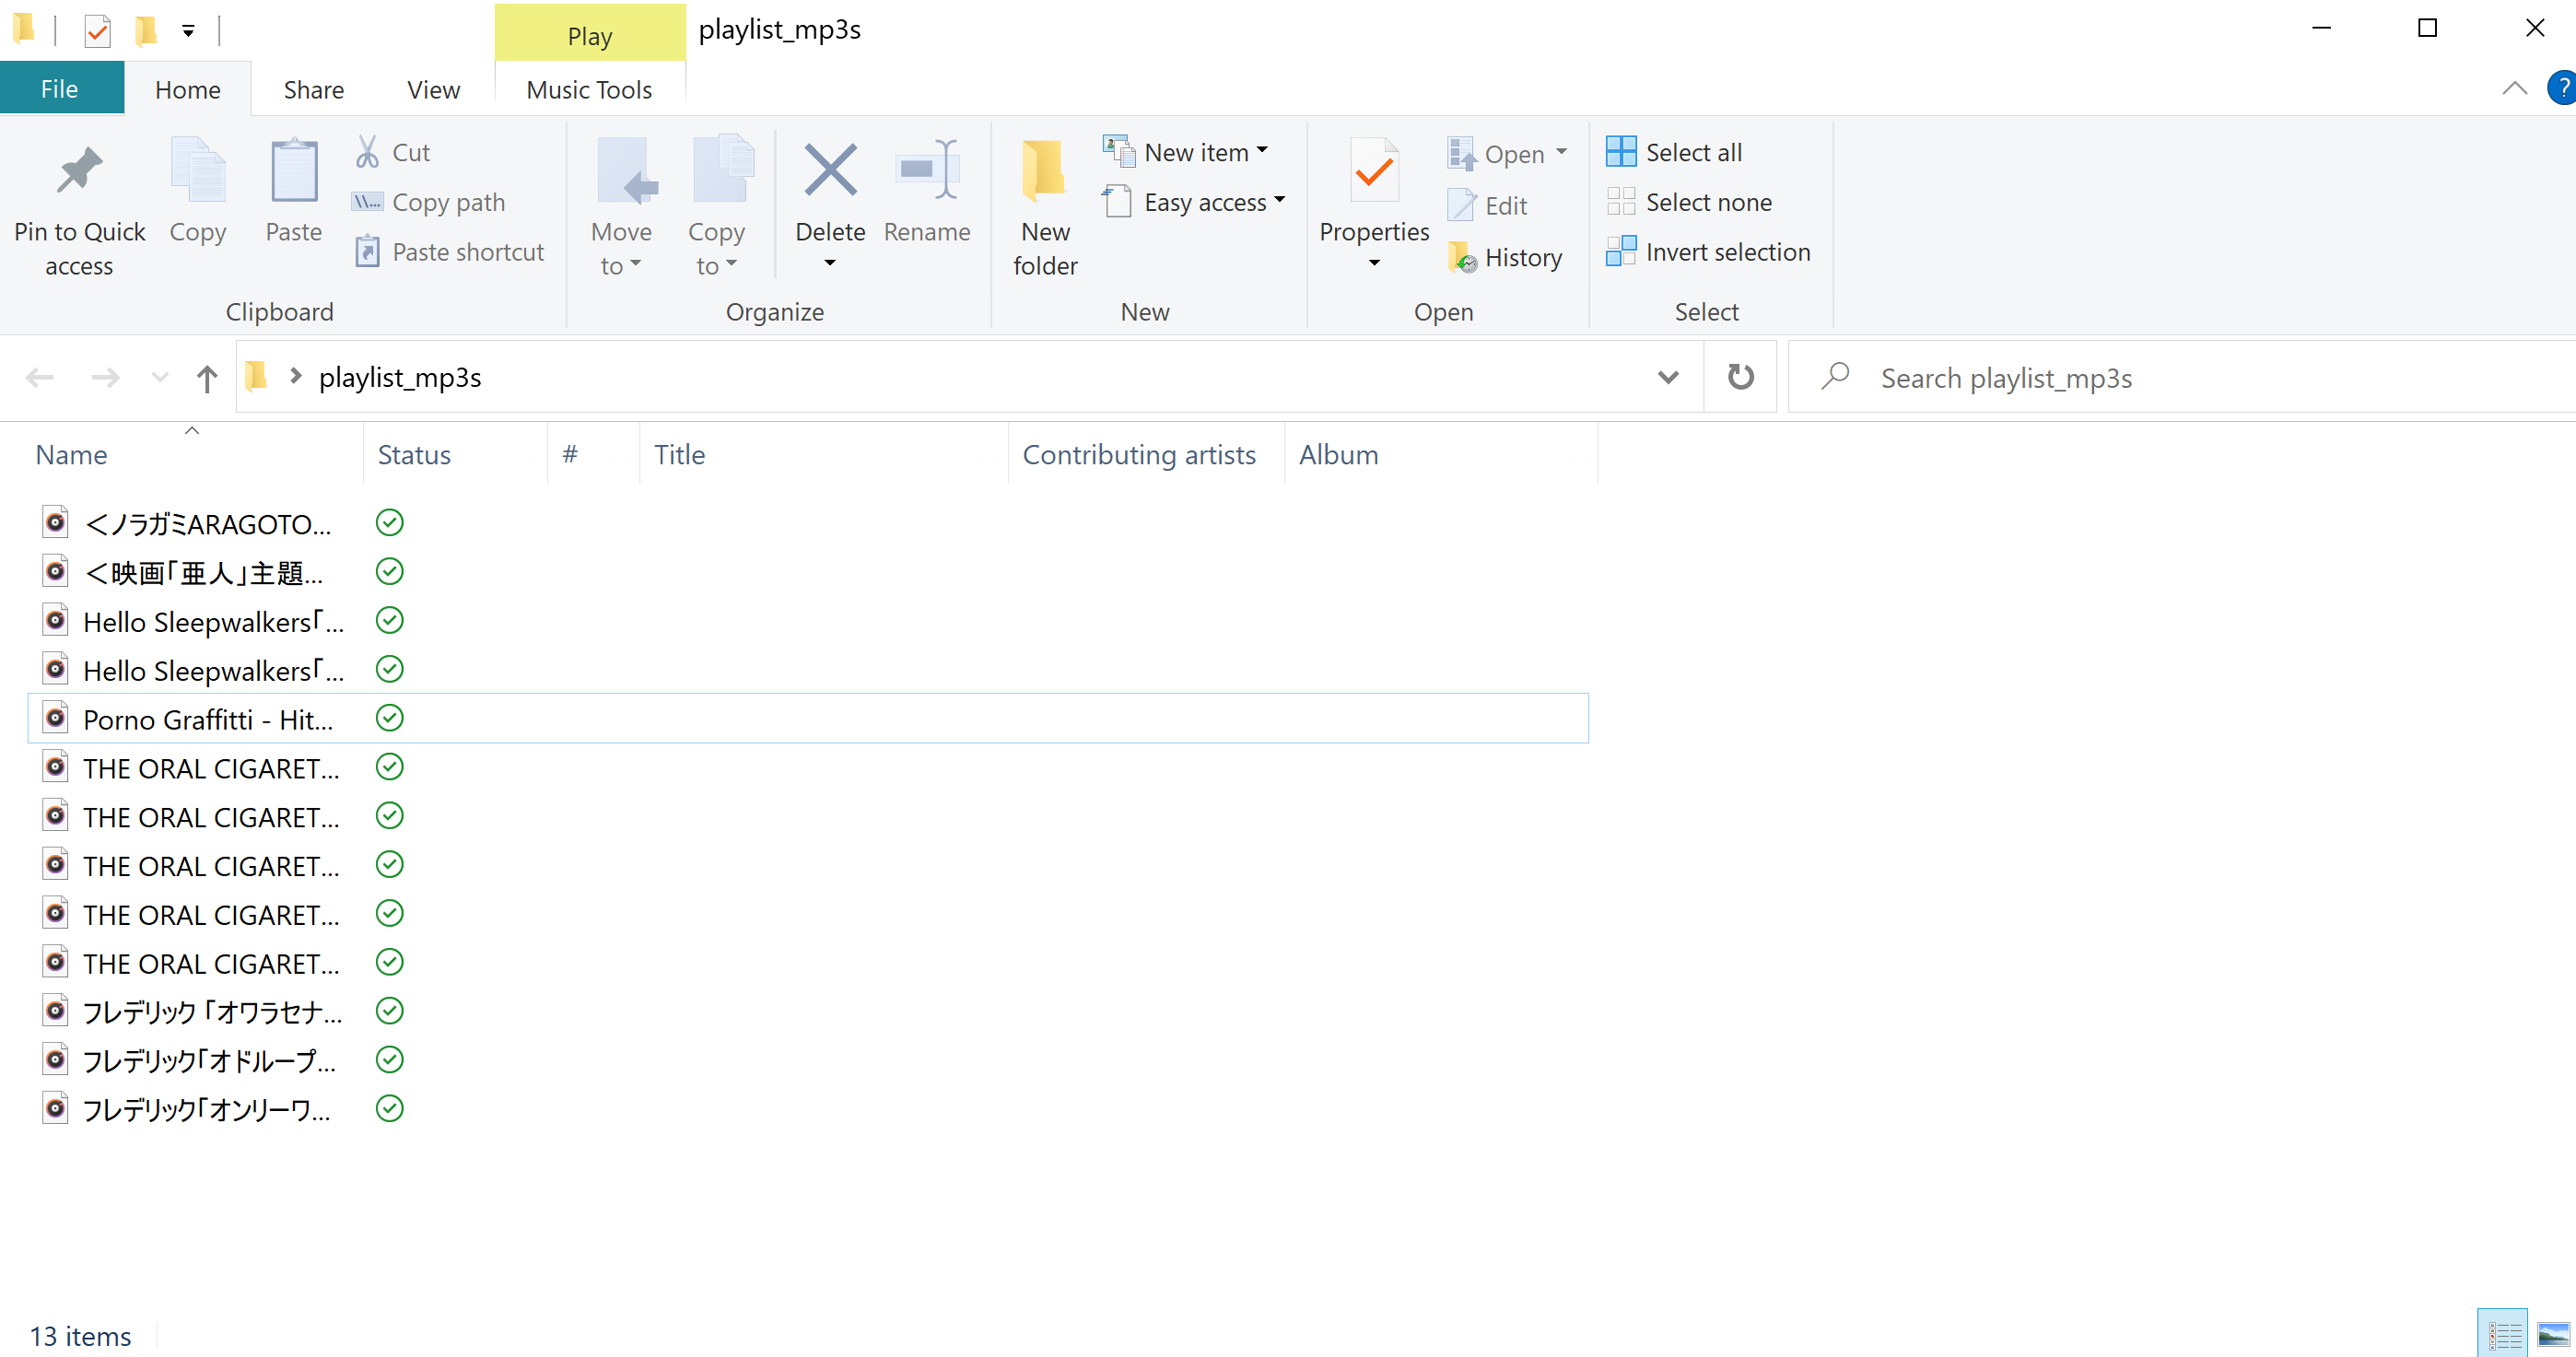 Play playlist_mp3s
File Home Share View Music Tools ?
Cut New item Open Select all
Copy path Easy access Edit Select none
Pin to Quick access Copy Paste Paste shortcut Move to Copy to Delete Rename New folder Properties History Invert selection
Clipboard Organize New Open Select
playlist_mp3s Search playlist_mp3s
Name Status # Title Contributing artists Album
<ノラガミARAGOTO...
<映画「亜人」主題...
Hello Sleepwalkers「...
Hello Sleepwalkers「...
Porno Graffitti - Hit...
THE ORAL CIGARET...
THE ORAL CIGARET...
THE ORAL CIGARET...
THE ORAL CIGARET...
THE ORAL CIGARET...
フレデリック「オワラセナ...
フレデリック「オドループ...
フレデリック「オンリーワ...
13 items